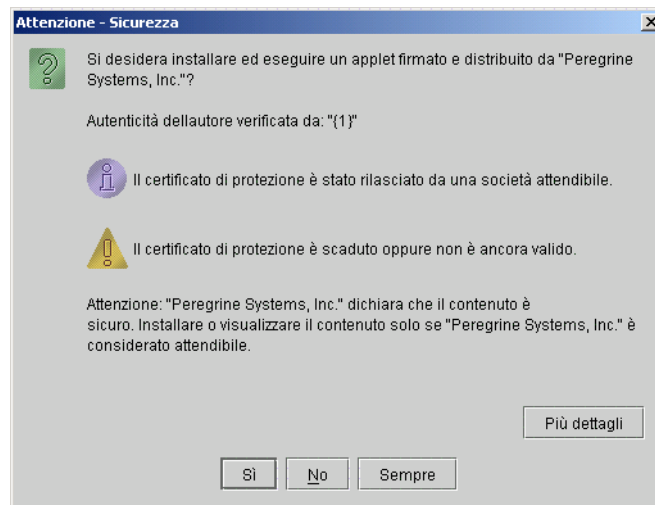 Attenzione - Sicurezza
Si desidera installare ed eseguire un applet firmato e distribuito da "Peregrine
Systems, Inc."?
Autenticità dellautore verificata da: "{1}"
Il certificato di protezione è stato rilasciato da una società attendibile.
Il certificato di protezione è scaduto oppure non è ancora valido.
Attenzione: "Peregrine Systems, Inc." dichiara che il contenuto è
sicuro. Installare o visualizzare il contenuto solo se "Peregrine Systems, Inc." è
considerato attendibile.
Più dettagli
Sì No Sempre